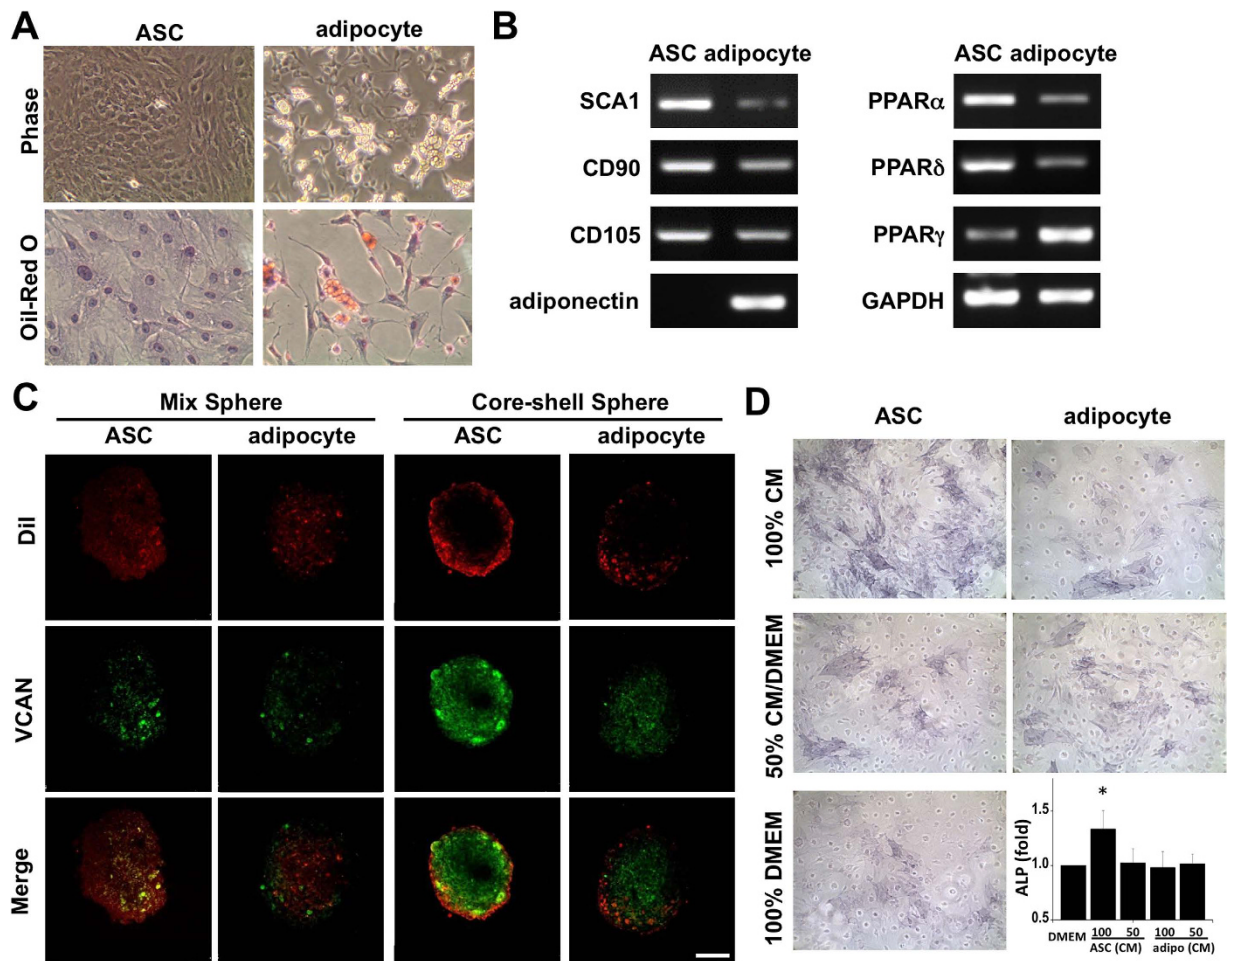 A
ASC
adipocyte
Phase
Oil-Red O
B
ASC adipocyte
SCA1
CD90
CD105
adiponectin
ASC adipocyte
PPARα
PPARδ
PPARγ
GAPDH
C
Mix Sphere
Core-shell Sphere
ASC
adipocyte
ASC
adipocyte
DiI
VCAN
Merge
D
ASC
adipocyte
100% CM
50% CM/DMEM
100% DMEM
ALP (fold)
1.5
1.0
0.5
*
DMEM
100
50
100
50
ASC (CM)
adipo (CM)